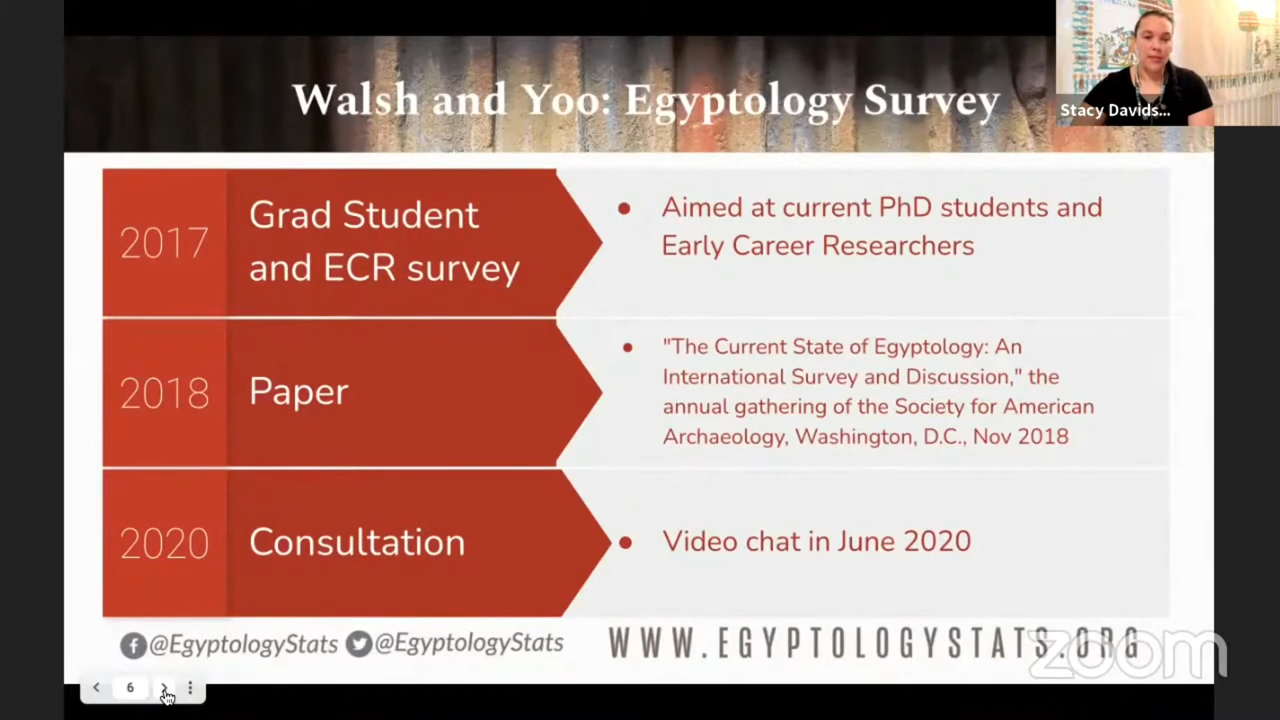 Walsh and Yoo: Egyptology Survey
Stacy Davids...
2017
Grad Student
and ECR survey
• Aimed at current PhD students and
Early Career Researchers
2018
Paper
• "The Current State of Egyptology: An
International Survey and Discussion," the
annual gathering of the Society for American
Archaeology, Washington, D.C., Nov 2018
2020
Consultation
• Video chat in June 2020
@EgyptologyStats @EgyptologyStats WWW.EGYPTOLOGYSTATS.ORG
zoom
6